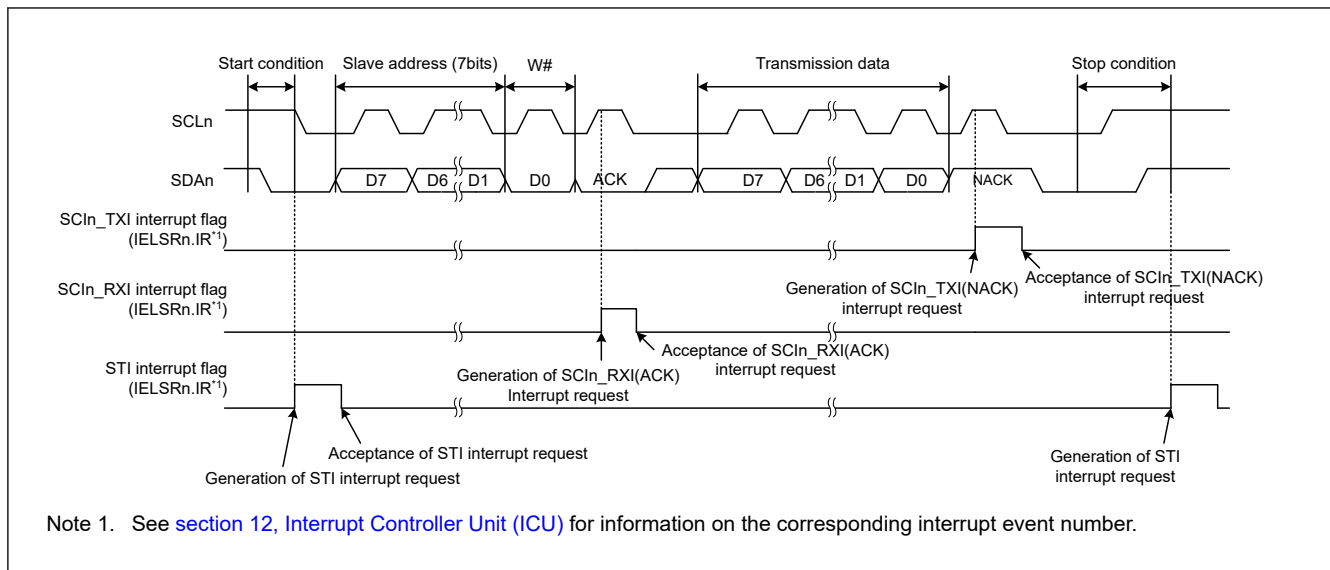 Start condition
Slave address (7bits)
W#
Transmission data
Stop condition
SCLn
SDAn
D7
D6
D1
D0
ACK
D7
D6
D1
D0
NACK
SCIn_TXI interrupt flag
(IELSRn.IR*1)
Generation of SCIn_TXI(NACK)
interrupt request
Acceptance of SCIn_TXI(NACK)
interrupt request
SCIn_RXI interrupt flag
(IELSRn.IR*1)
Generation of SCIn_RXI(ACK)
Interrupt request
Acceptance of SCIn_RXI(ACK)
interrupt request
STI interrupt flag
(IELSRn.IR*1)
Acceptance of STI interrupt request
Generation of STI interrupt request
Generation of STI
interrupt request
Note 1. See section 12, Interrupt Controller Unit (ICU) for information on the corresponding interrupt event number.